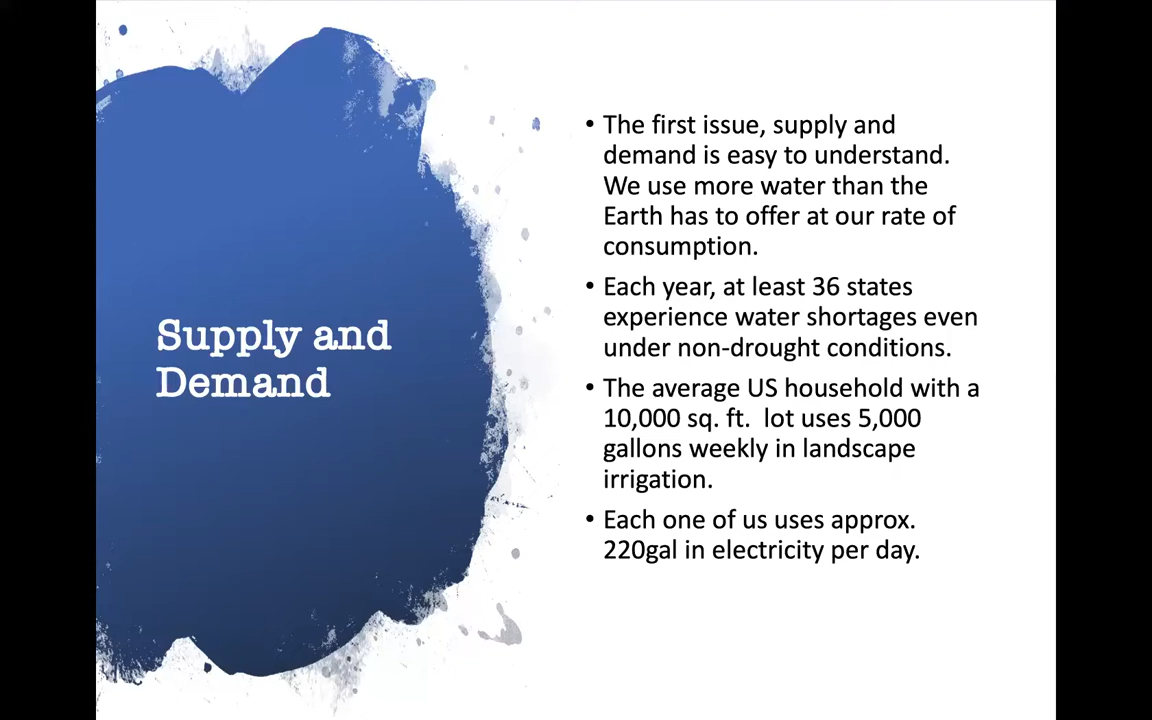 Supply and
Demand
• The first issue, supply and
demand is easy to understand.
We use more water than the
Earth has to offer at our rate of
consumption.
• Each year, at least 36 states
experience water shortages even
under non-drought conditions.
• The average US household with a
10,000 sq. ft.  lot uses 5,000
gallons weekly in landscape
irrigation.
• Each one of us uses approx.
220gal in electricity per day.